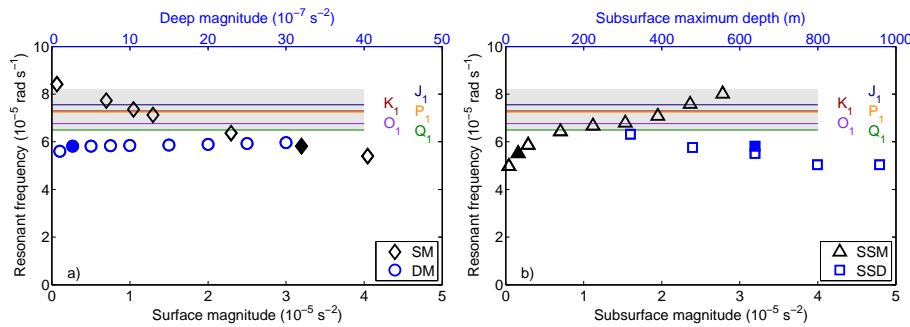 Deep magnitude (10⁻⁷ s⁻²)
0 10 20 30 40 50
Resonant frequency (10⁻⁵ rad s⁻¹)
10
8
6
4
2
0
J₁
K₁
P₁
O₁
Q₁
a)
SM
DM
0 1 2 3 4 5
Surface magnitude (10⁻⁵ s⁻²)
Subsurface maximum depth (m)
0 200 400 600 800 1000
Resonant frequency (10⁻⁵ rad s⁻¹)
10
8
6
4
2
0
J₁
K₁
P₁
O₁
Q₁
b)
SSM
SSD
0 1 2 3 4 5
Subsurface magnitude (10⁻⁵ s⁻²)